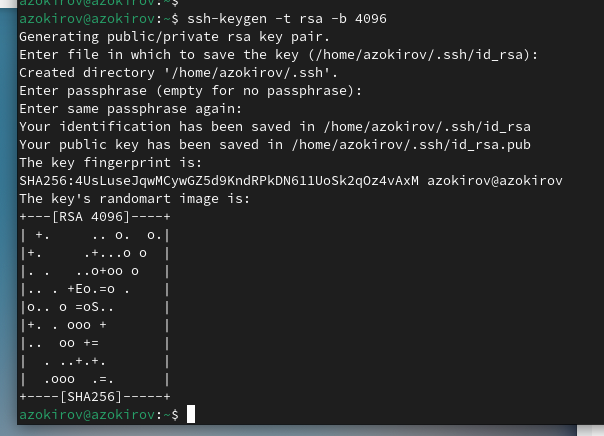 azokirov@azokirov:~$
azokirov@azokirov:~$ ssh-keygen -t rsa -b 4096
Generating public/private rsa key pair.
Enter file in which to save the key (/home/azokirov/.ssh/id_rsa):
Created directory '/home/azokirov/.ssh'.
Enter passphrase (empty for no passphrase):
Enter same passphrase again:
Your identification has been saved in /home/azokirov/.ssh/id_rsa
Your public key has been saved in /home/azokirov/.ssh/id_rsa.pub
The key fingerprint is:
SHA256:4UsLuseJqwMCywGZ5d9KndRPkDN6l1UoSk2qOz4vAxM azokirov@azokirov
The key's randomart image is:
+---[RSA 4096]----+
| +.     .. o.  o.|
|+.     .+...o o  |
|. .   ..o+oo o   |
|.. . +Eo.=o .    |
|o.. o =oS..      |
|+. . ooo +       |
|..  oo +=        |
|  . ..+.+.       |
|  .ooo  .=.      |
+----[SHA256]-----+
azokirov@azokirov:~$